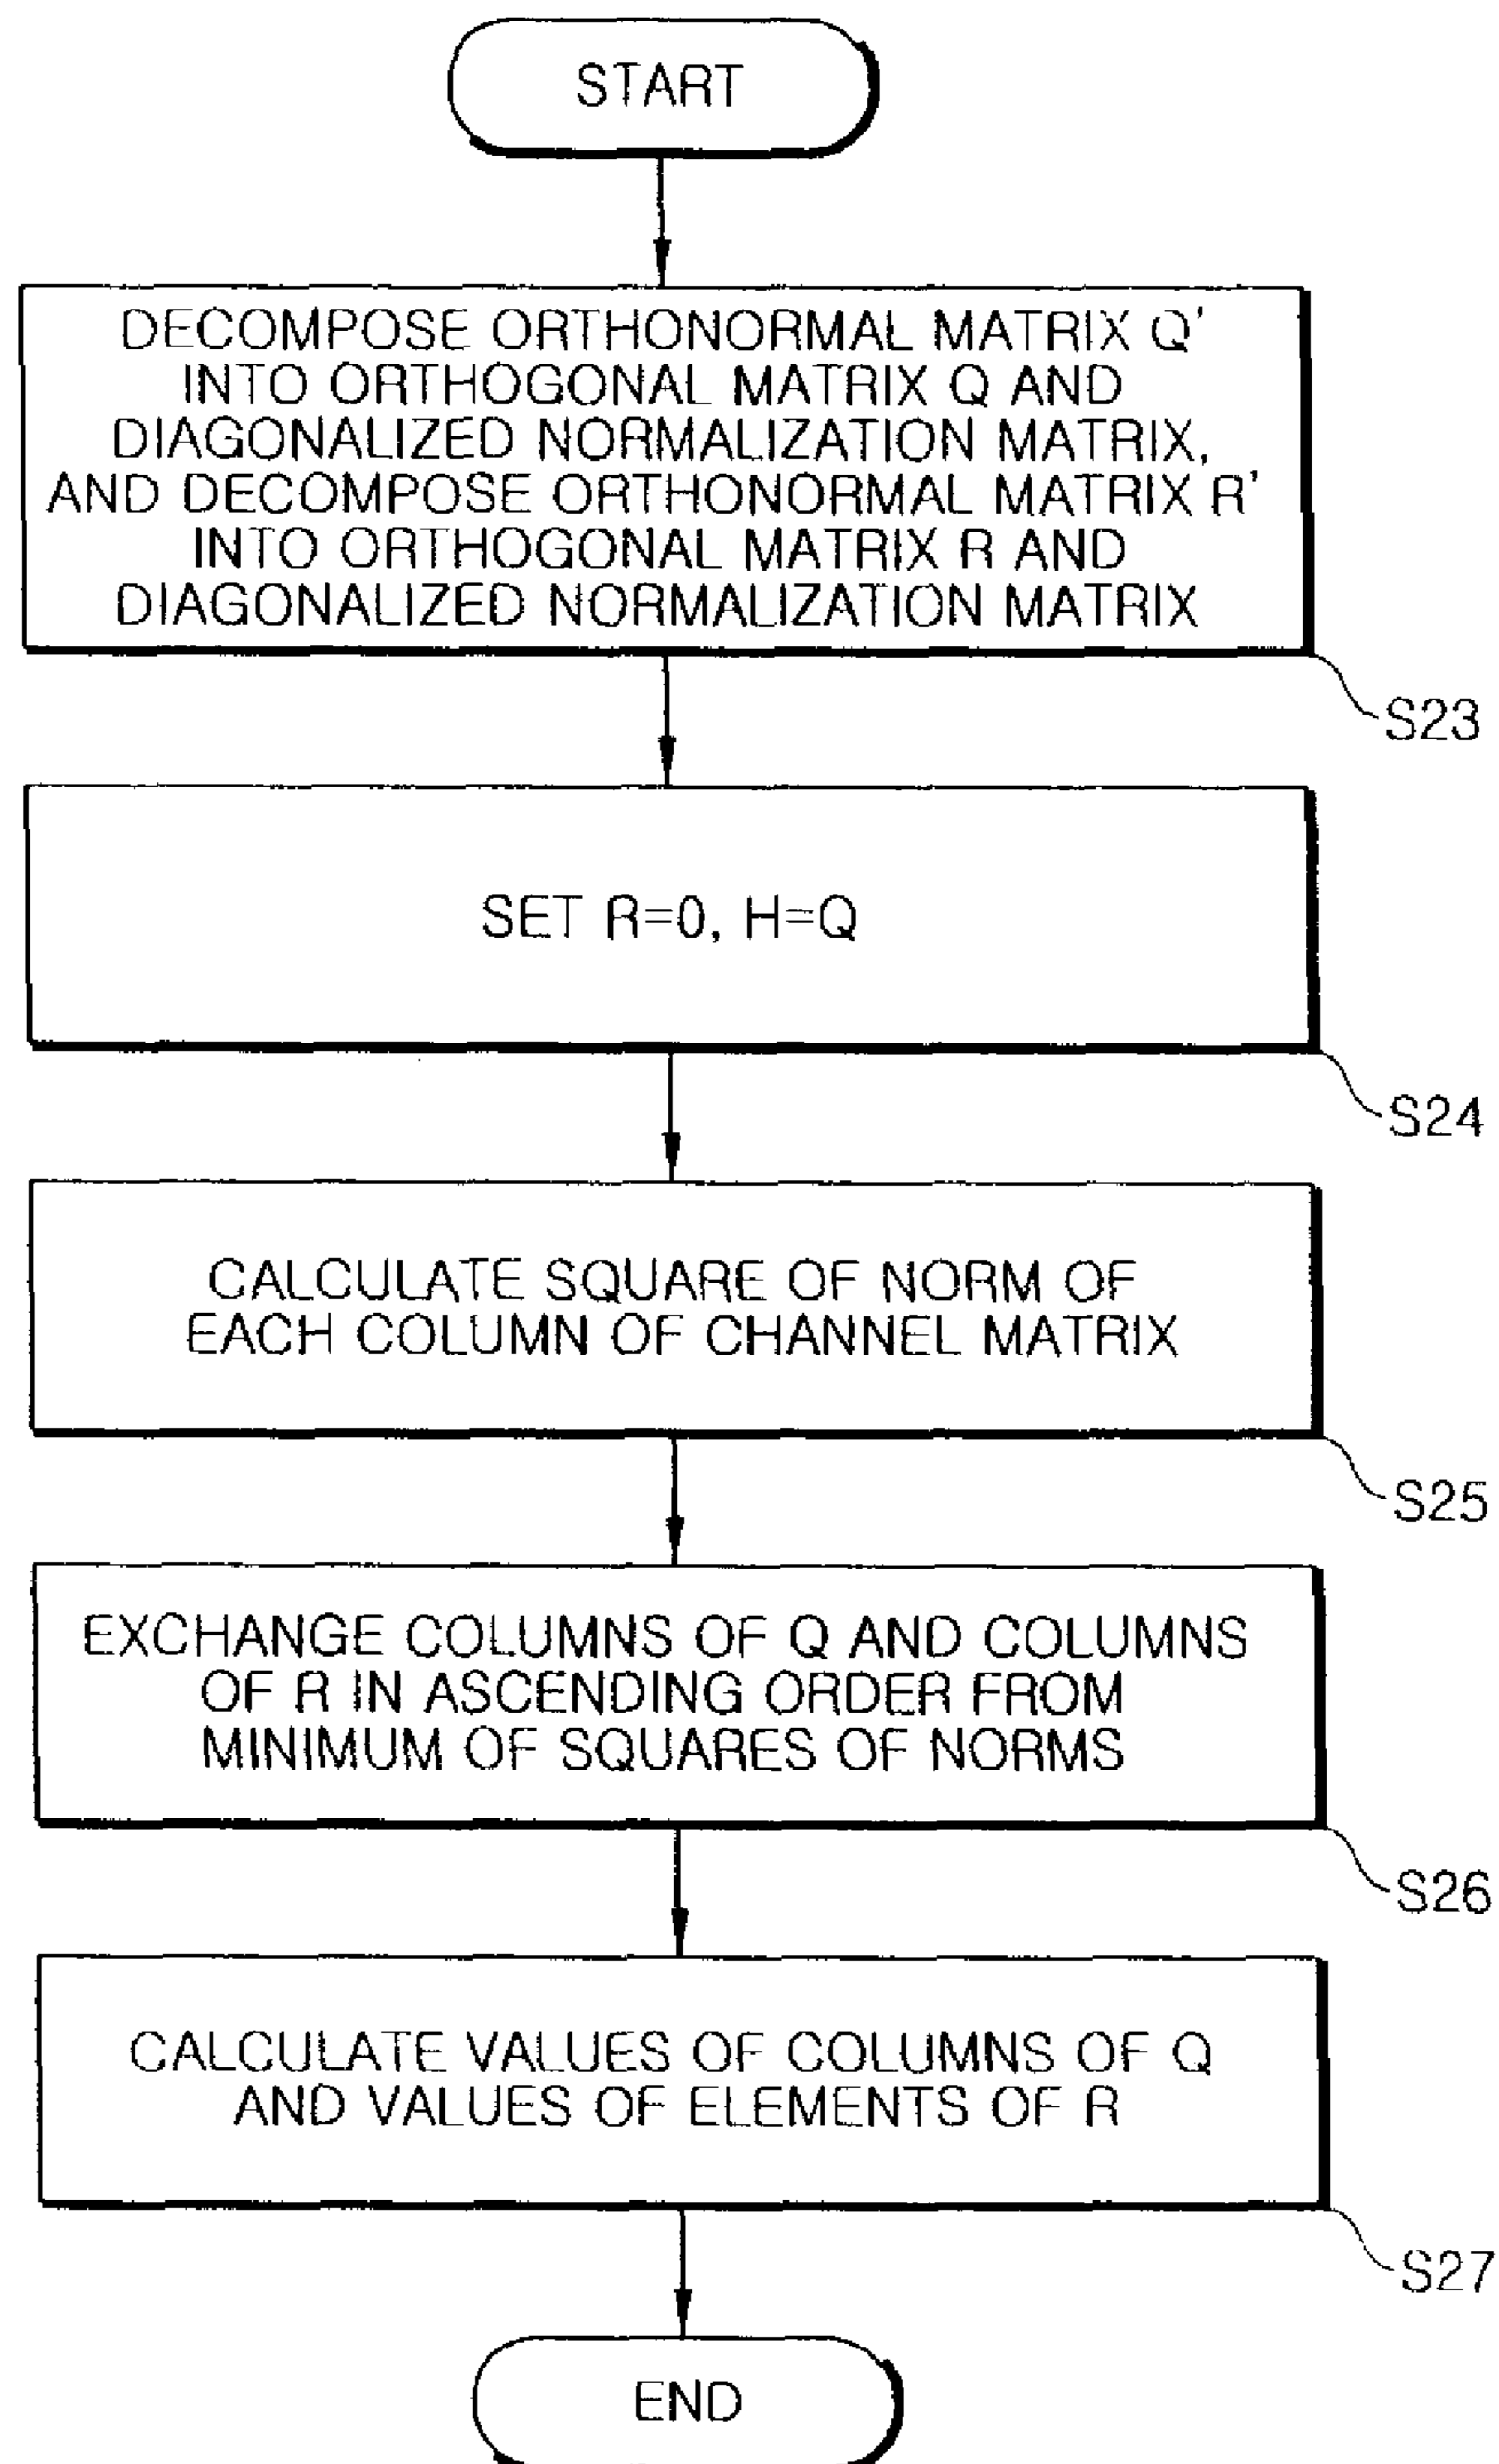 START
DECOMPOSE ORTHONORMAL MATRIX Q'
INTO ORTHOGONAL MATRIX Q AND
DIAGONALIZED NORMALIZATION MATRIX,
AND DECOMPOSE ORTHONORMAL MATRIX R'
INTO ORTHOGONAL MATRIX R AND
DIAGONALIZED NORMALIZATION MATRIX
S23
SET R=0, H=Q
S24
CALCULATE SQUARE OF NORM OF
EACH COLUMN OF CHANNEL MATRIX
S25
EXCHANGE COLUMNS OF Q AND COLUMNS
OF R IN ASCENDING ORDER FROM
MINIMUM OF SQUARES OF NORMS
S26
CALCULATE VALUES OF COLUMNS OF Q
AND VALUES OF ELEMENTS OF R
S27
END